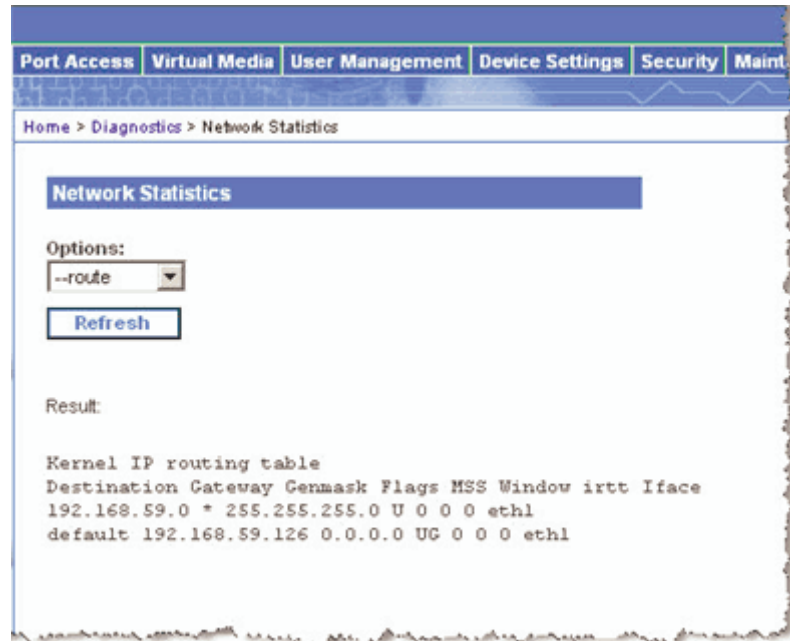 Port Access Virtual Media User Management Device Settings Security Maint
Home > Diagnostics > Network Statistics
Network Statistics
Options:
--route
Refresh
Result:
Kernel IP routing table
Destination Gateway Genmask Flags MSS Window irtt Iface
192.168.59.0 * 255.255.255.0 U 0 0 0 eth1
default 192.168.59.126 0.0.0.0 UG 0 0 0 eth1